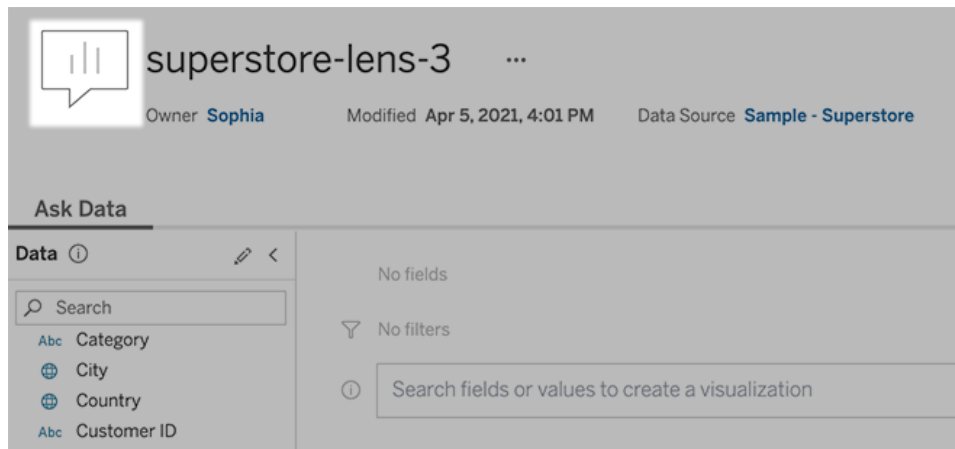 superstore-lens-3 ...
Owner Sophia Modified Apr 5, 2021, 4:01 PM Data Source Sample - Superstore
Ask Data
Data
Search
Abc Category
City
Country
Abc Customer ID
No fields
No filters
Search fields or values to create a visualization